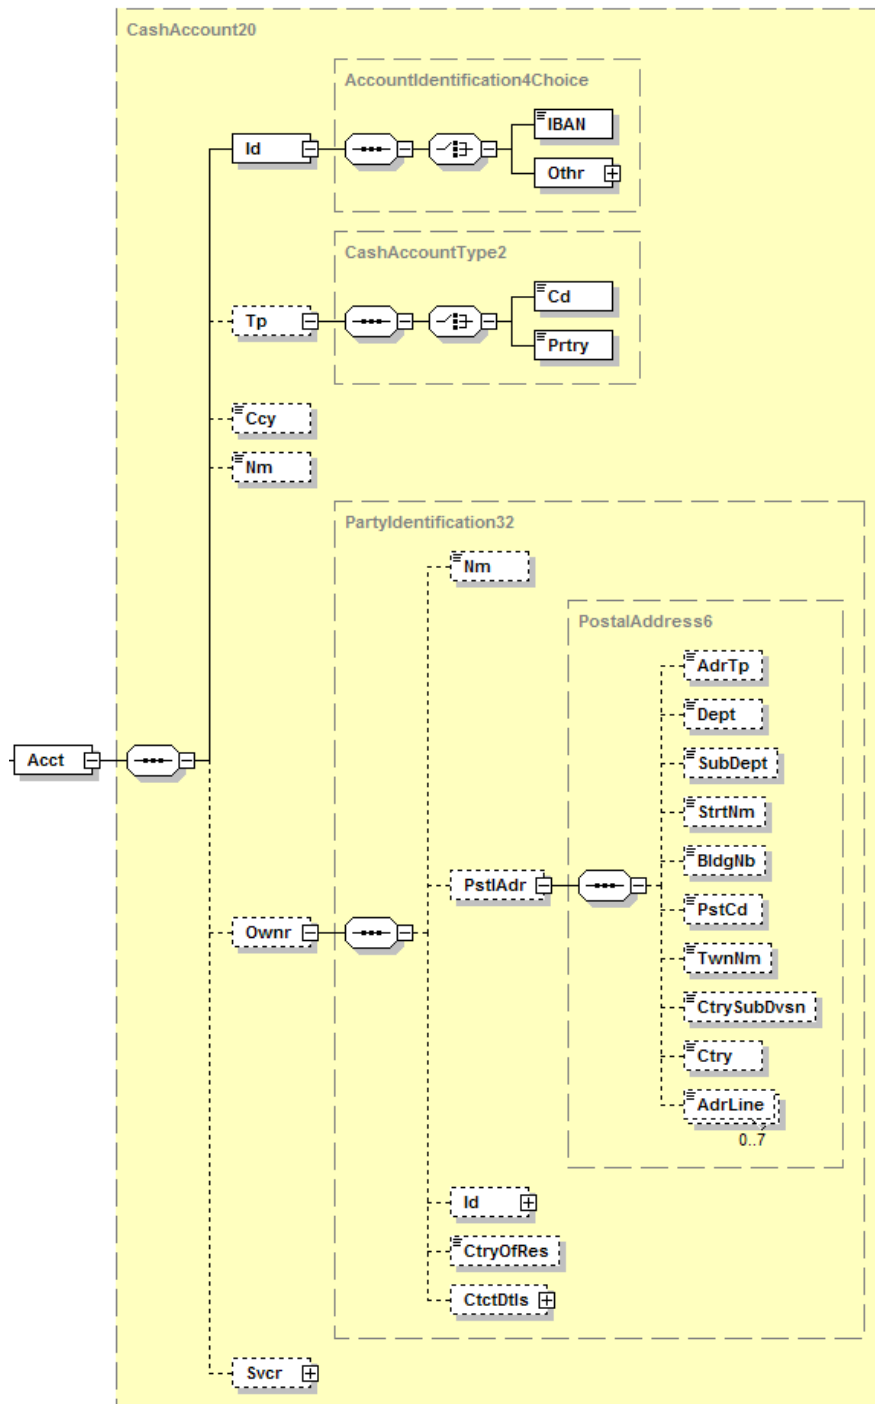 CashAccount20
AccountIdentification4Choice
IBAN
Id
Othr
CashAccountType2
Cd
Tp
Prtry
Ccy
Nm
PartyIdentification32
Nm
PostalAddress6
AdrTp
Dept
SubDept
Acct
StrtNm
BldgNb
PstlAdr
PstCd
Ownr
TwnNm
CtrySubDvsn
Ctry
AdrLine
0..7
Id
CtryOfRes
CtctDtls
Svcr